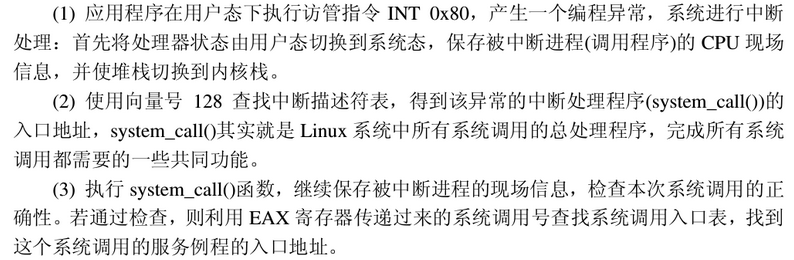 (1) 应用程序在用户态下执行访管指令 INT 0x80，产生一个编程异常，系统进行中断
处理：首先将处理器状态由用户态切换到系统态，保存被中断进程(调用程序)的 CPU 现场
信息，并使堆栈切换到内核栈。
(2) 使用向量号 128 查找中断描述符表，得到该异常的中断处理程序(system_call())的
入口地址，system_call()其实就是 Linux 系统中所有系统调用的总处理程序，完成所有系统
调用都需要的一些共同功能。
(3) 执行 system_call()函数，继续保存被中断进程的现场信息，检查本次系统调用的正
确性。若通过检查，则利用 EAX 寄存器传递过来的系统调用号查找系统调用入口表，找到
这个系统调用的服务例程的入口地址。